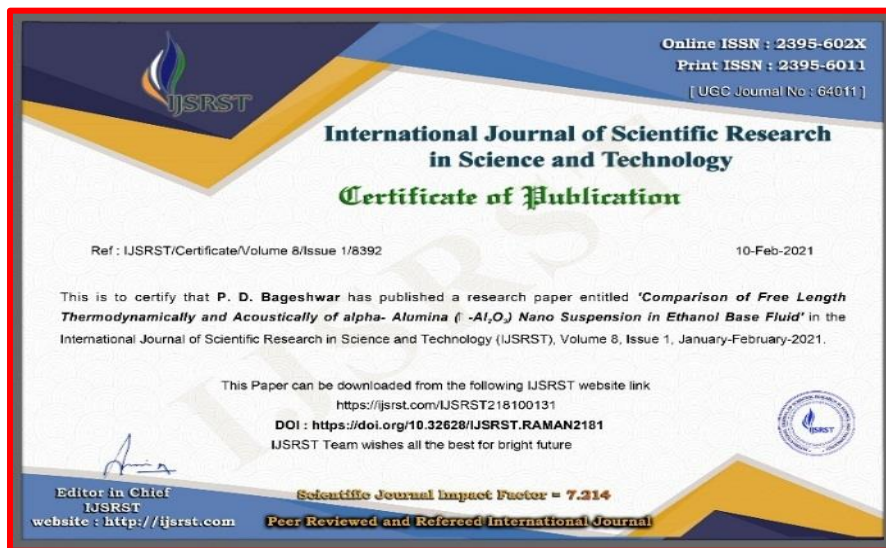 IJSRST
Online ISSN : 2395-602X
Print ISSN : 2395-6011
[ UGC Journal No : 64011 ]
International Journal of Scientific Research
in Science and Technology
Certificate of Publication
Ref : IJSRST/Certificate/Volume 8/Issue 1/8392
10-Feb-2021
This is to certify that P. D. Bageshwar has published a research paper entitled 'Comparison of Free Length
Thermodynamically and Acoustically of alpha- Alumina (▯ -Al₂O₃) Nano Suspension in Ethanol Base Fluid' in the
International Journal of Scientific Research in Science and Technology (IJSRST), Volume 8, Issue 1, January-February-2021.
This Paper can be downloaded from the following IJSRST website link
https://ijsrst.com/IJSRST218100131
DOI : https://doi.org/10.32628/IJSRST.RAMAN2181
IJSRST Team wishes all the best for bright future
IJSRST
Editor in Chief
IJSRST
website : http://ijsrst.com
Scientific Journal Impact Factor = 7.214
Peer Reviewed and Refereed International Journal